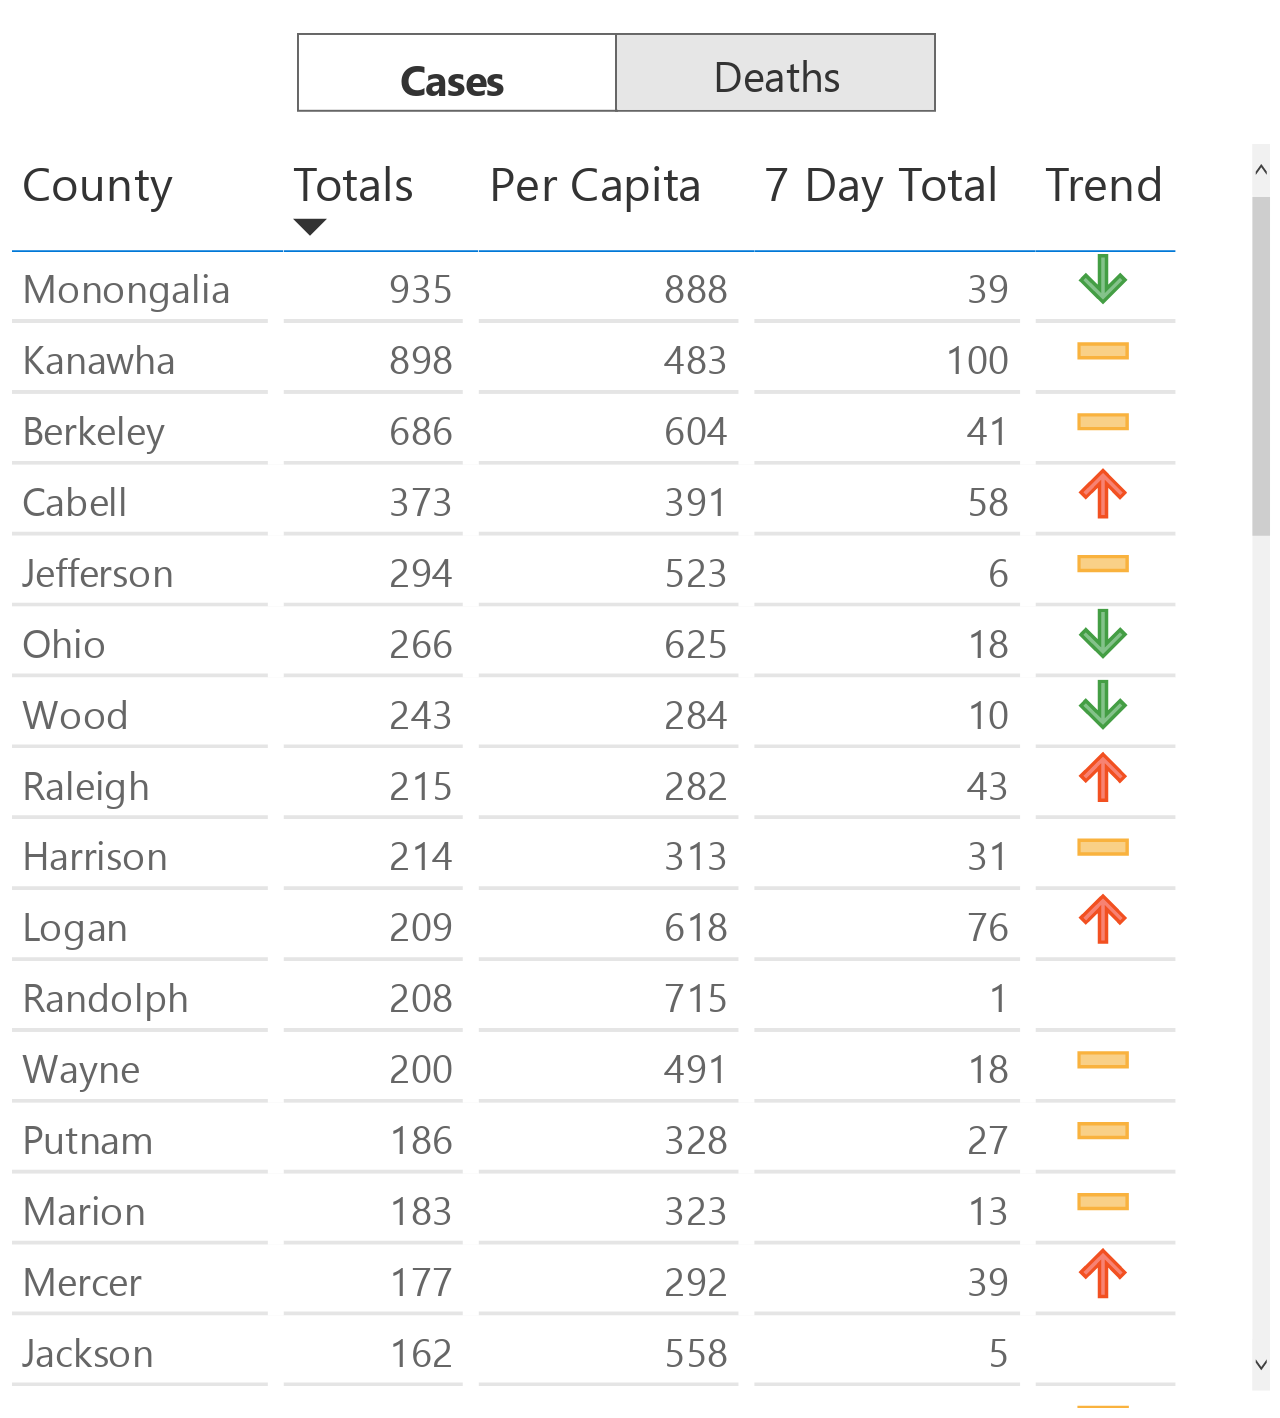 Cases Deaths
County Totals Per Capita 7 Day Total Trend
Monongalia 935 888 39
Kanawha 898 483 100
Berkeley 686 604 41
Cabell 373 391 58
Jefferson 294 523 6
Ohio 266 625 18
Wood 243 284 10
Raleigh 215 282 43
Harrison 214 313 31
Logan 209 618 76
Randolph 208 715 1
Wayne 200 491 18
Putnam 186 328 27
Marion 183 323 13
Mercer 177 292 39
Jackson 162 558 5